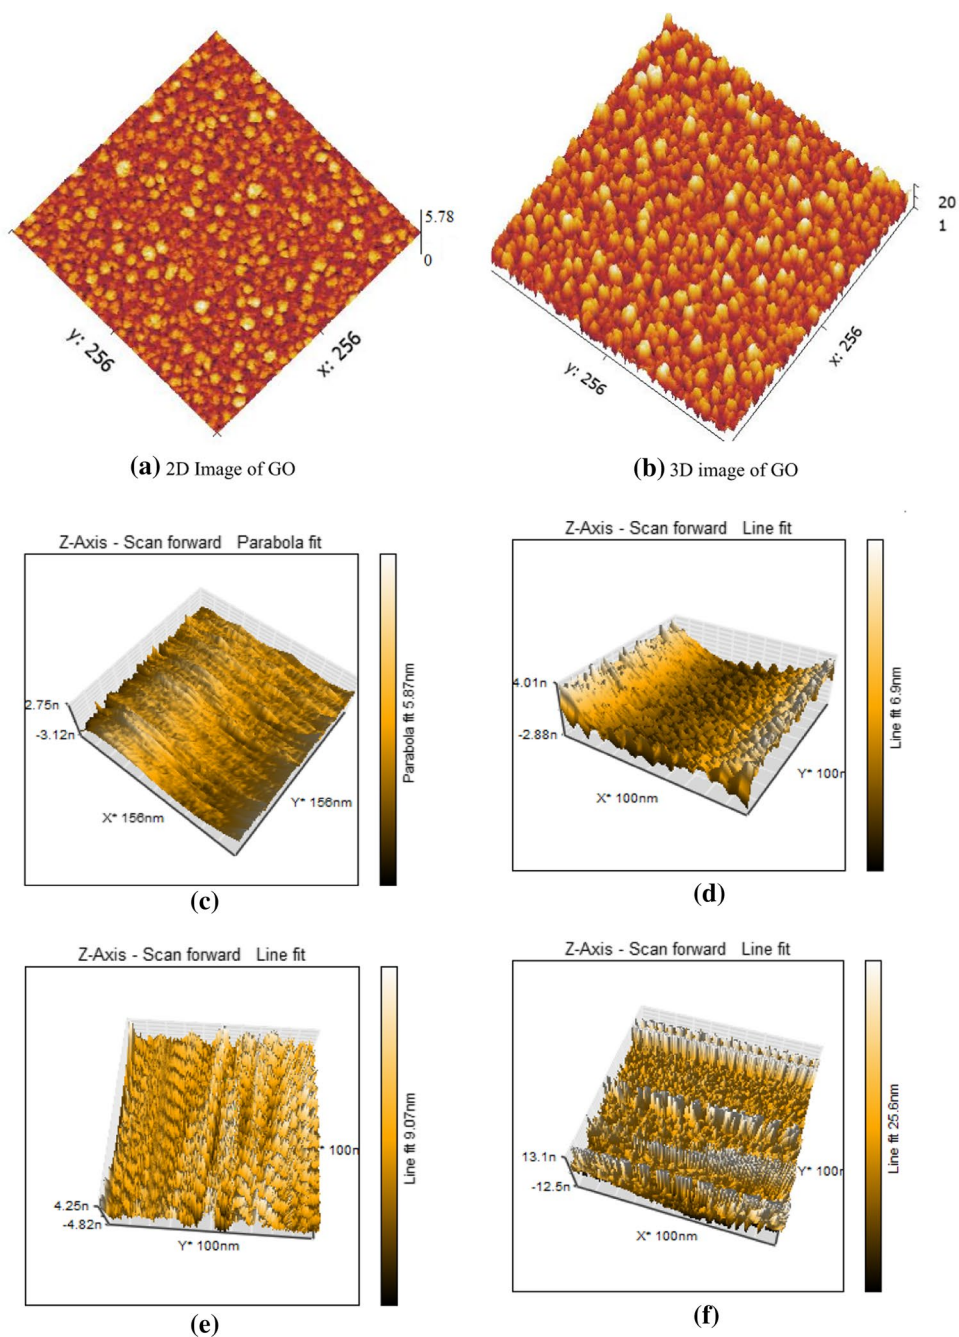 5.78
0
y: 256
x: 256
20
1
y: 256
x: 256
(a) 2D Image of GO
(b) 3D image of GO
Z-Axis - Scan forward Parabola fit
2.75n
-3.12n
X* 156nm
Y* 156nm
Parabola fit 5.87nm
(c)
Z-Axis - Scan forward Line fit
4.01n
-2.88n
X* 100nm
Y* 100n
Line fit 6.9nm
(d)
Z-Axis - Scan forward Line fit
4.25n
-4.82n
Y* 100nm
* 100n
Line fit 9.07nm
(e)
Z-Axis - Scan forward Line fit
13.1n
-12.5n
X* 100nm
Y* 100n
Line fit 25.6nm
(f)